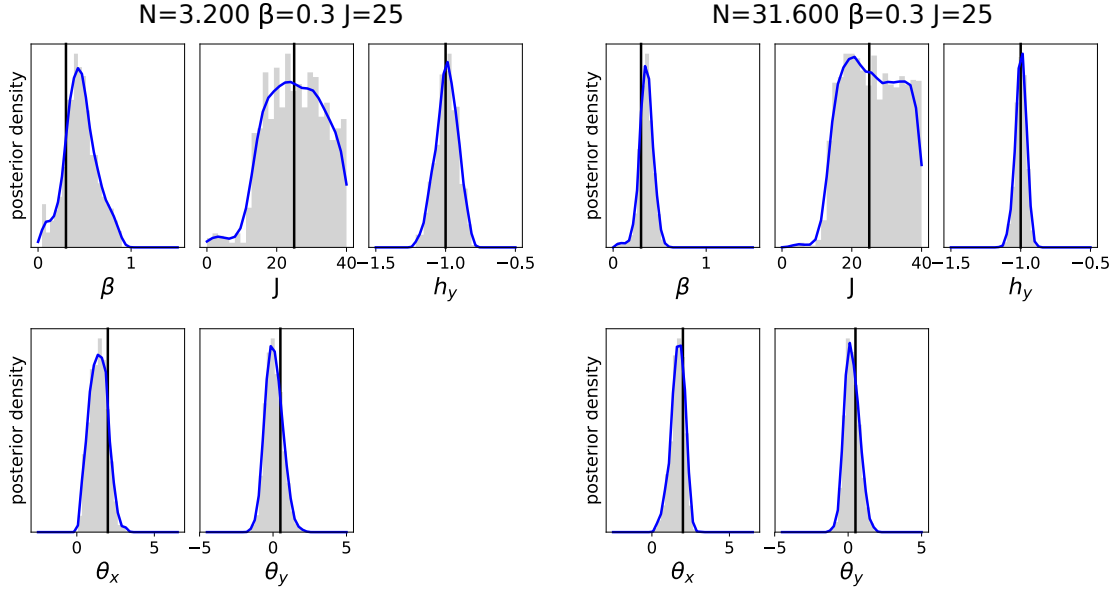 N=3.200 β=0.3 J=25
N=31.600 β=0.3 J=25
posterior density
0 1
β
0 20 40
J
−1.5 −1.0 −0.5
h_y
posterior density
0 1
β
0 20 40
J
−1.5 −1.0 −0.5
h_y
posterior density
0 5
θ_x
−5 0 5
θ_y
posterior density
0 5
θ_x
−5 0 5
θ_y